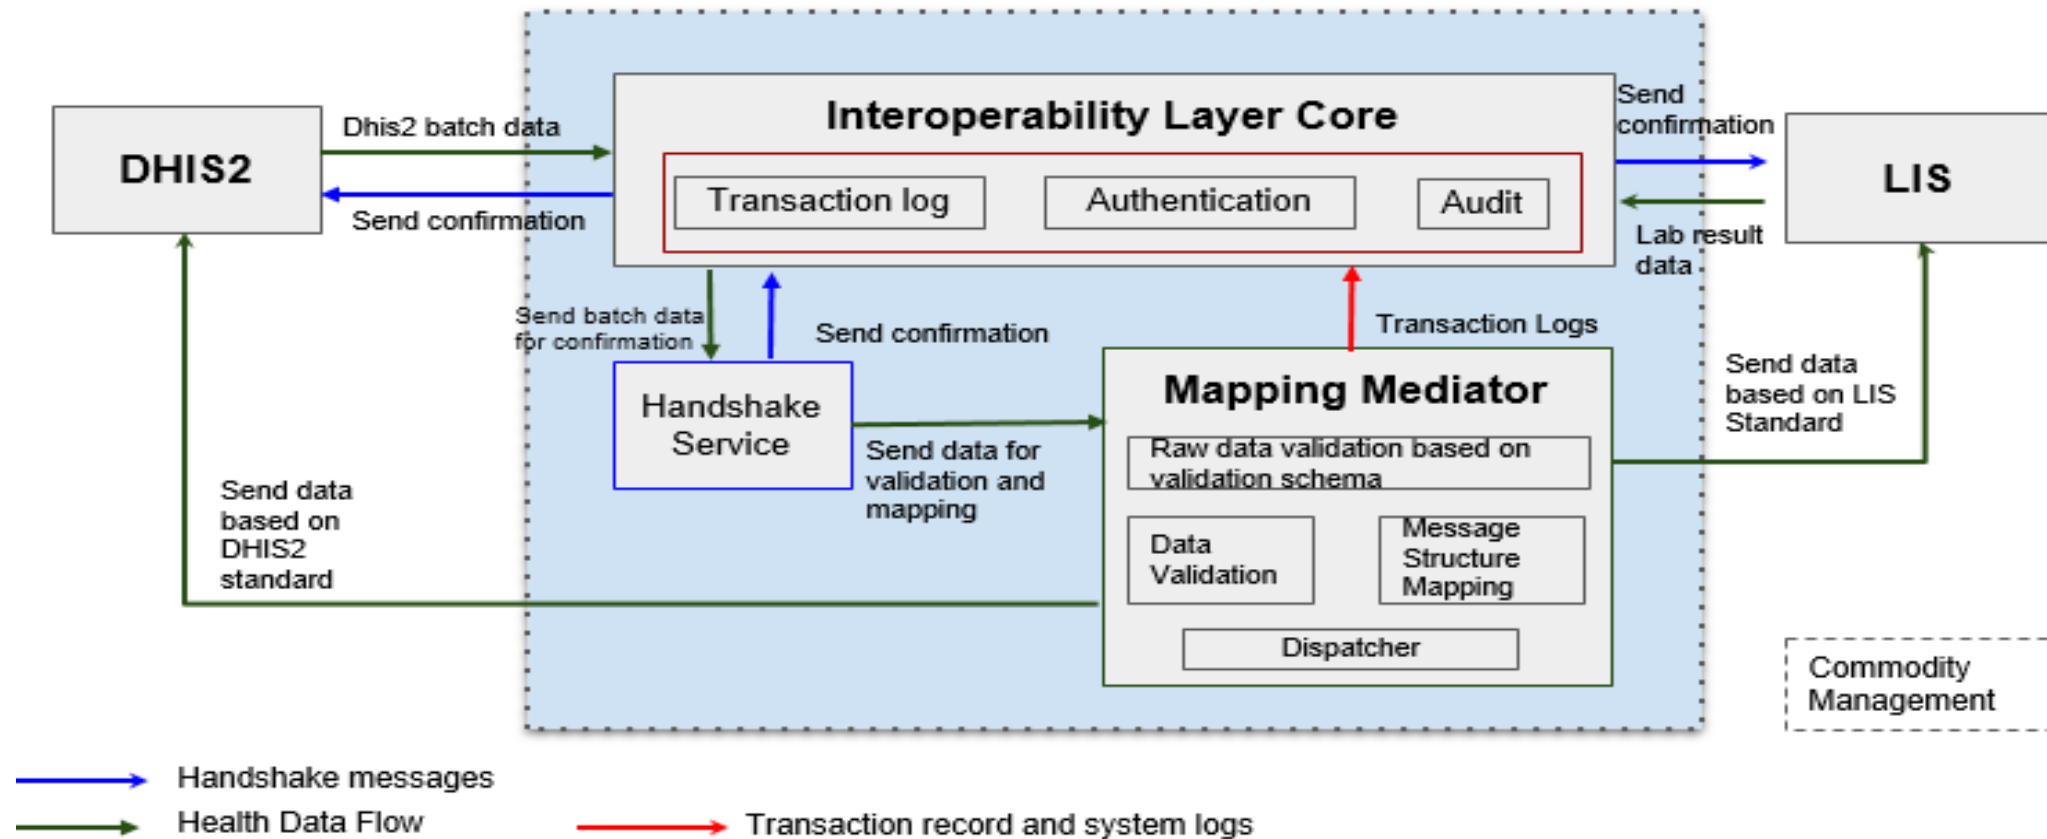 Interoperability Layer Core
Send
confirmation
Dhis2 batch data
DHIS2
LIS
Transaction log
Authentication
Audit
Send confirmation
Lab result
data
Send batch data
for confirmation
Send confirmation
Transaction Logs
Handshake
Service
Mapping Mediator
Send data
based on LIS
Standard
Raw data validation based on
validation schema
Send data for
validation and
mapping
Send data
based on
DHIS2
standard
Data
Validation
Message
Structure
Mapping
Dispatcher
Commodity
Management
Handshake messages
Health Data Flow
Transaction record and system logs